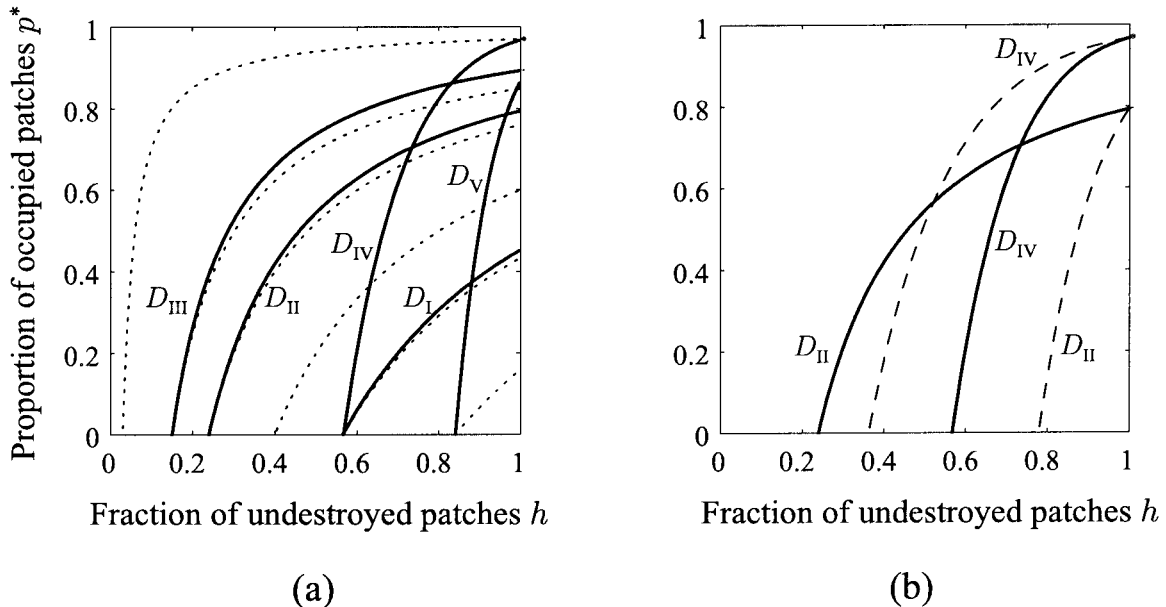 Proportion of occupied patches p*
1
0.8
0.6
0.4
0.2
0
0 0.2 0.4 0.6 0.8 1
D_III
D_II
D_IV
D_I
D_V
Fraction of undestroyed patches h
(a)
1
0.8
0.6
0.4
0.2
0
0 0.2 0.4 0.6 0.8 1
D_IV
D_IV
D_II
D_II
Fraction of undestroyed patches h
(b)